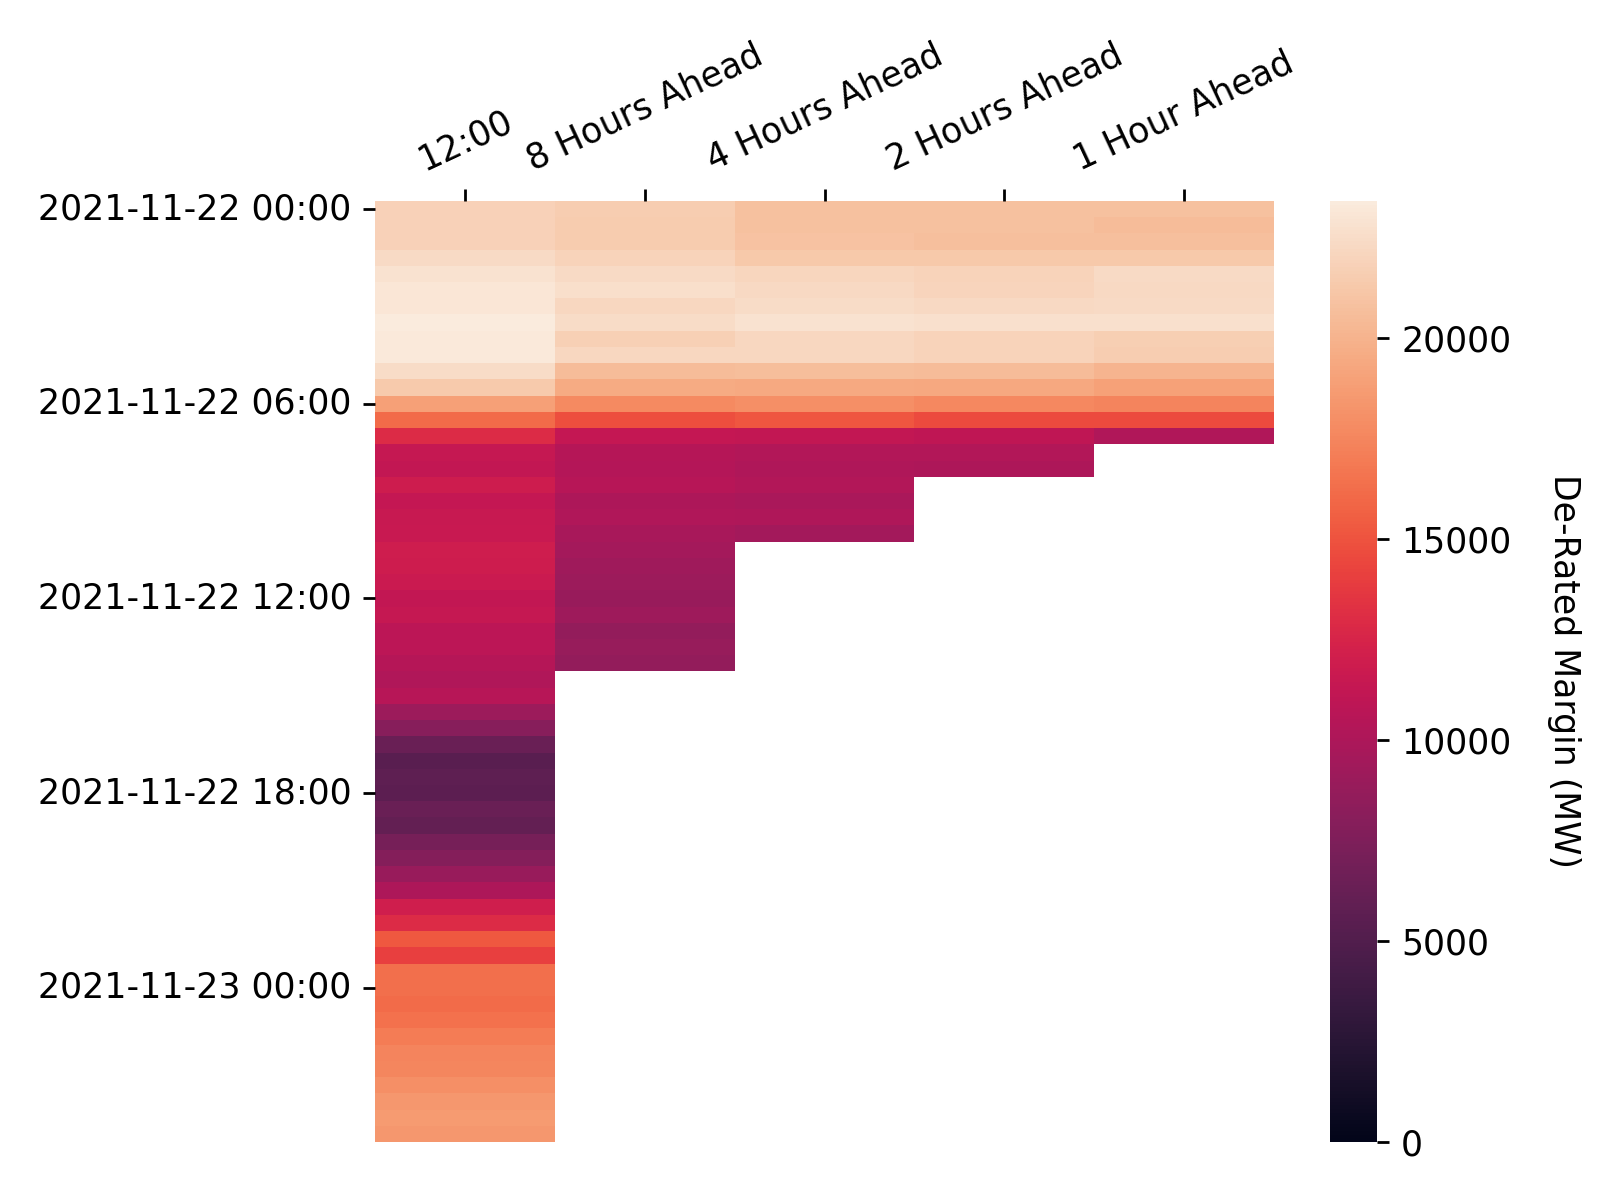 12:00
8 Hours Ahead
4 Hours Ahead
2 Hours Ahead
1 Hour Ahead
2021-11-22 00:00
2021-11-22 06:00
2021-11-22 12:00
2021-11-22 18:00
2021-11-23 00:00
20000
15000
10000
5000
0
De-Rated Margin (MW)